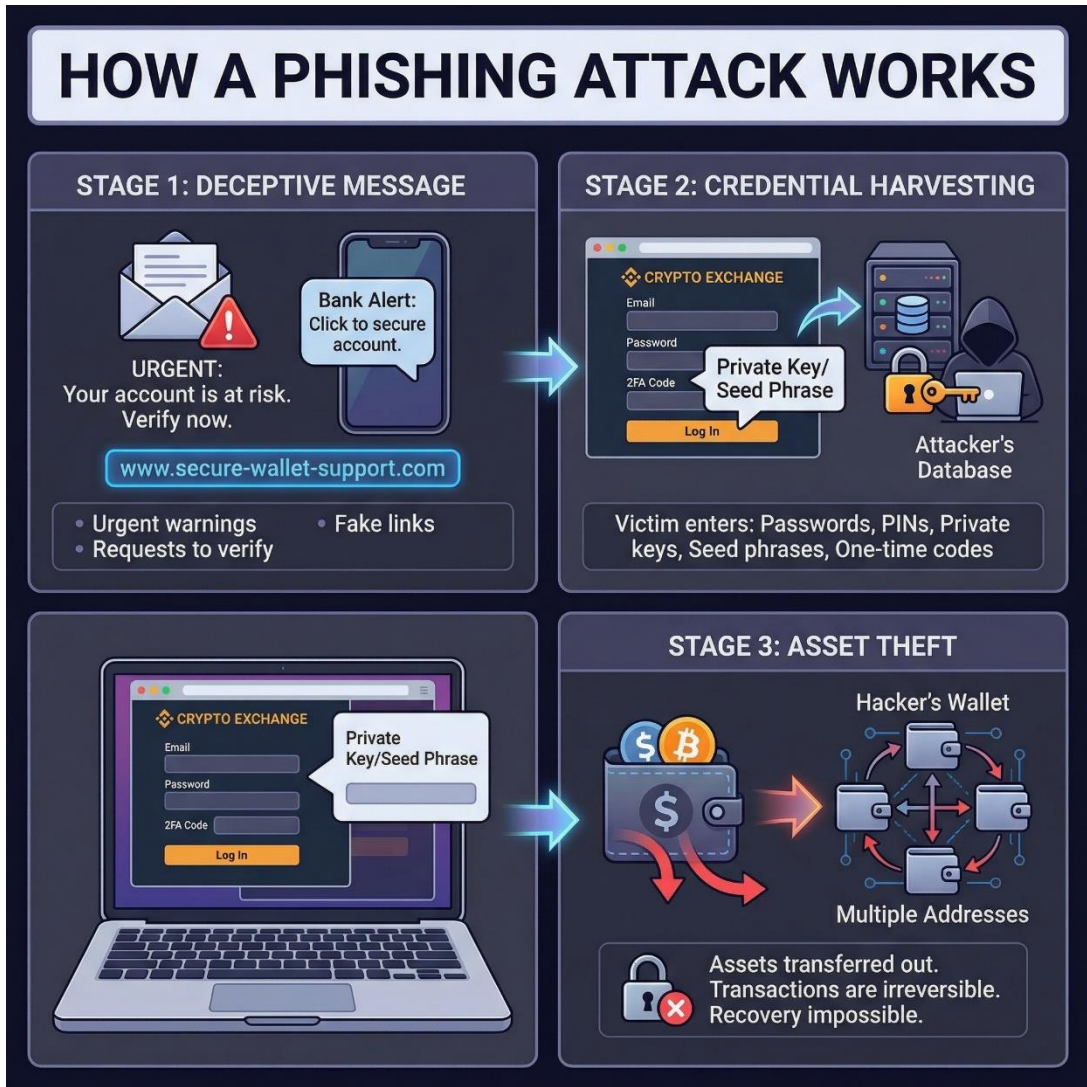 HOW A PHISHING ATTACK WORKS
STAGE 1: DECEPTIVE MESSAGE
Bank Alert:
Click to secure
account.
URGENT:
Your account is at risk.
Verify now.
www.secure-wallet-support.com
• Urgent warnings
• Fake links
• Requests to verify
STAGE 2: CREDENTIAL HARVESTING
CRYPTO EXCHANGE
Email
Password
2FA Code
Private Key/
Seed Phrase
Log In
Attacker's
Database
Victim enters: Passwords, PINs, Private
keys, Seed phrases, One-time codes
CRYPTO EXCHANGE
Email
Password
2FA Code
Log In
Private
Key/Seed Phrase
STAGE 3: ASSET THEFT
Hacker's Wallet
Multiple Addresses
Assets transferred out.
Transactions are irreversible.
Recovery impossible.